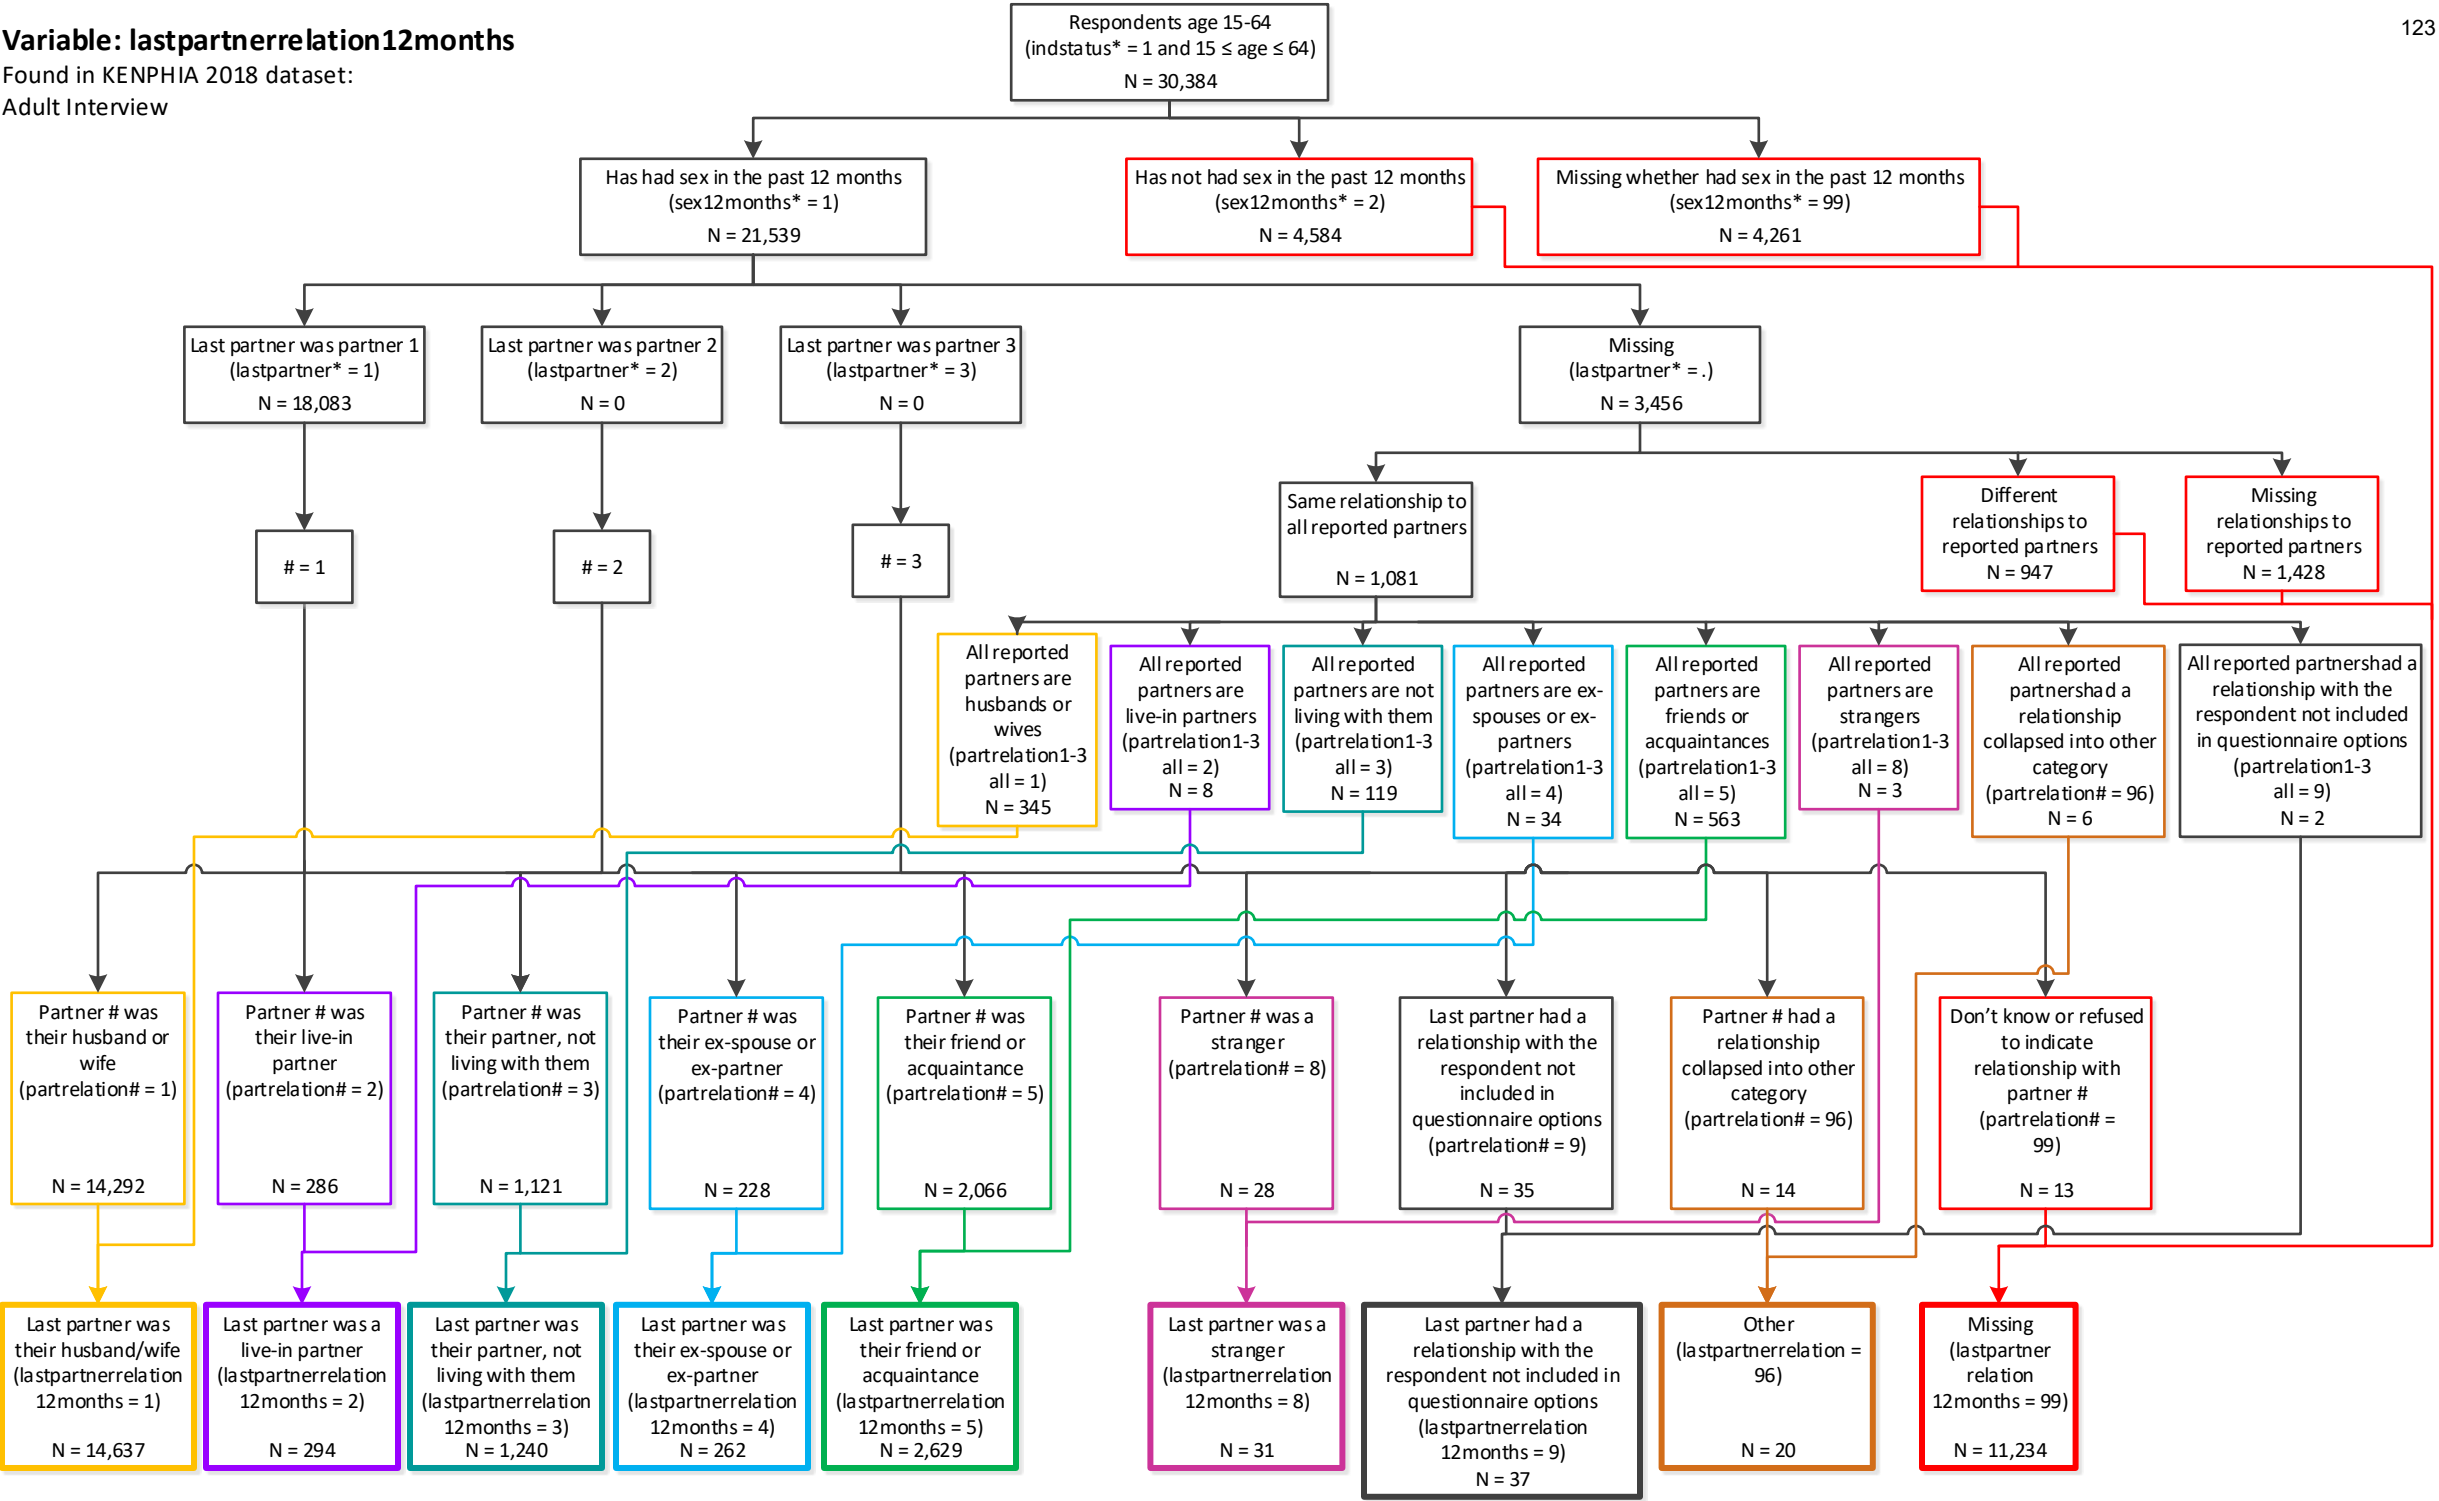 123
Variable: lastpartnerrelation12months
Found in KENPHIA 2018 dataset:
Adult Interview
Respondents age 15-64
(indstatus* = 1 and 15 ≤ age ≤ 64)
N = 30,384
Has had sex in the past 12 months
(sex12months* = 1)
N = 21,539
Has not had sex in the past 12 months
(sex12months* = 2)
N = 4,584
Missing whether had sex in the past 12 months
(sex12months* = 99)
N = 4,261
Last partner was partner 1
(lastpartner* = 1)
N = 18,083
Last partner was partner 2
(lastpartner* = 2)
N = 0
Last partner was partner 3
(lastpartner* = 3)
N = 0
Missing
(lastpartner* = .)
N = 3,456
# = 1
# = 2
# = 3
Same relationship to
all reported partners
N = 1,081
Different
relationships to
reported partners
N = 947
Missing
relationships to
reported partners
N = 1,428
All reported
partners are
husbands or
wives
(partrelation1-3
all = 1)
N = 345
All reported
partners are
live-in partners
(partrelation1-3
all = 2)
N = 8
All reported
partners are not
living with them
(partrelation1-3
all = 3)
N = 119
All reported
partners are ex-
spouses or ex-
partners
(partrelation1-3
all = 4)
N = 34
All reported
partners are
friends or
acquaintances
(partrelation1-3
all = 5)
N = 563
All reported
partners are
strangers
(partrelation1-3
all = 8)
N = 3
All reported
partnershad a
relationship
collapsed into other
category
(partrelation# = 96)
N = 6
All reported partnershad a
relationship with the
respondent not included
in questionnaire options
(partrelation1-3
all = 9)
N = 2
Partner # was
their husband or
wife
(partrelation# = 1)
N = 14,292
Partner # was
their live-in
partner
(partrelation# = 2)
N = 286
Partner # was
their partner, not
living with them
(partrelation# = 3)
N = 1,121
Partner # was
their ex-spouse or
ex-partner
(partrelation# = 4)
N = 228
Partner # was
their friend or
acquaintance
(partrelation# = 5)
N = 2,066
Partner # was a
stranger
(partrelation# = 8)
N = 28
Last partner had a
relationship with the
respondent not
included in
questionnaire options
(partrelation# = 9)
N = 35
Partner # had a
relationship
collapsed into other
category
(partrelation# = 96)
N = 14
Don't know or refused
to indicate
relationship with
partner #
(partrelation# =
99)
N = 13
Last partner was
their husband/wife
(lastpartnerrelation
12months = 1)
N = 14,637
Last partner was a
live-in partner
(lastpartnerrelation
12months = 2)
N = 294
Last partner was
their partner, not
living with them
(lastpartnerrelation
12months = 3)
N = 1,240
Last partner was
their ex-spouse or
ex-partner
(lastpartnerrelation
12months = 4)
N = 262
Last partner was
their friend or
acquaintance
(lastpartnerrelation
12months = 5)
N = 2,629
Last partner was a
stranger
(lastpartnerrelation
12months = 8)
N = 31
Last partner had a
relationship with the
respondent not included in
questionnaire options
(lastpartnerrelation
12months = 9)
N = 37
Other
(lastpartnerrelation =
96)
N = 20
Missing
(lastpartner
relation
12months = 99)
N = 11,234